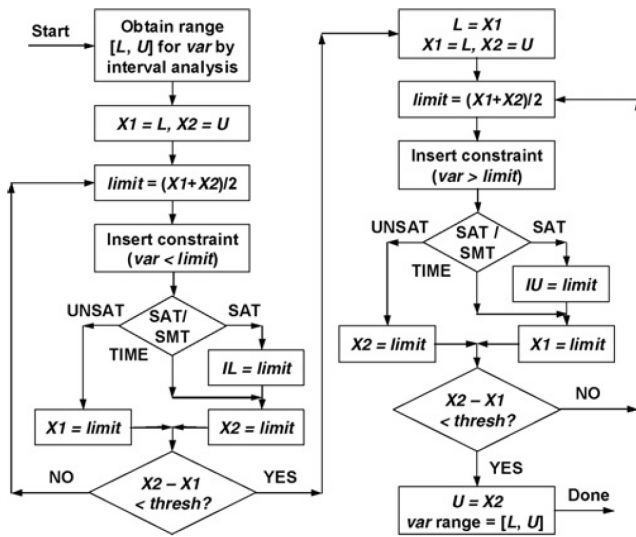 Start
Obtain range
[L, U] for var by
interval analysis
X1 = L, X2 = U
limit = (X1+X2)/2
Insert constraint
(var < limit)
UNSAT
SAT/
SMT
SAT
TIME
IL = limit
X1 = limit
X2 = limit
NO
X2 – X1
< thresh?
YES
L = X1
X1 = L, X2 = U
limit = (X1+X2)/2
Insert constraint
(var > limit)
UNSAT
SAT /
SMT
SAT
TIME
IU = limit
X2 = limit
X1 = limit
X2 – X1
< thresh?
NO
YES
U = X2
var range = [L, U]
Done